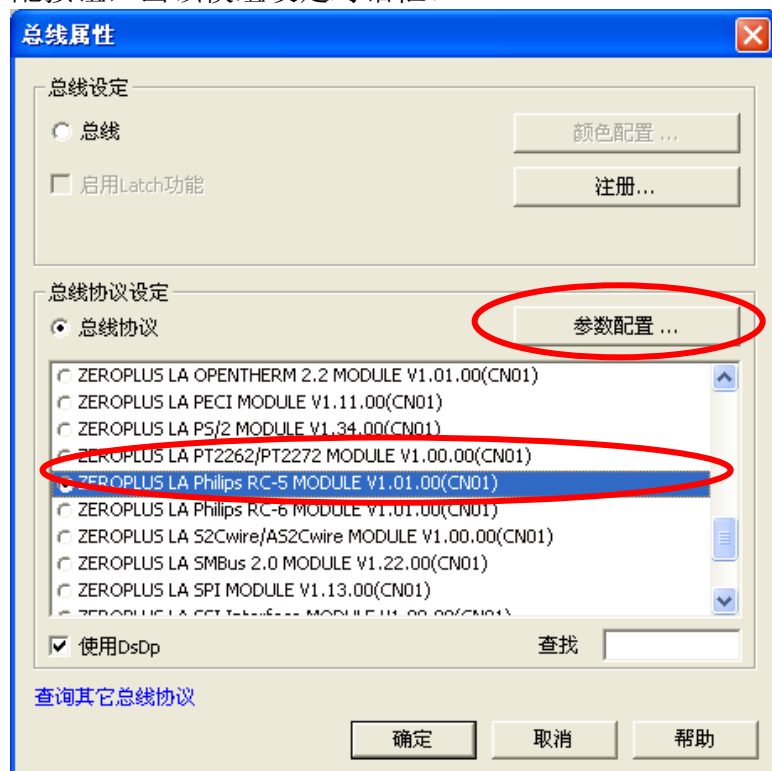 总线属性
总线设定
总线
颜色配置 ...
启用Latch功能
注册...
总线协议设定
总线协议
参数配置 ...
ZEROPLUS LA OPENTHERM 2.2 MODULE V1.01.00(CN01)
ZEROPLUS LA PECI MODULE V1.11.00(CN01)
ZEROPLUS LA PS/2 MODULE V1.34.00(CN01)
ZEROPLUS LA PT2262/PT2272 MODULE V1.00.00(CN01)
ZEROPLUS LA Philips RC-5 MODULE V1.01.00(CN01)
ZEROPLUS LA Philips RC-6 MODULE V1.01.00(CN01)
ZEROPLUS LA S2Cwire/AS2Cwire MODULE V1.00.00(CN01)
ZEROPLUS LA SMBus 2.0 MODULE V1.22.00(CN01)
ZEROPLUS LA SPI MODULE V1.13.00(CN01)
使用DsDp
查找
查询其它总线协议
确定
取消
帮助